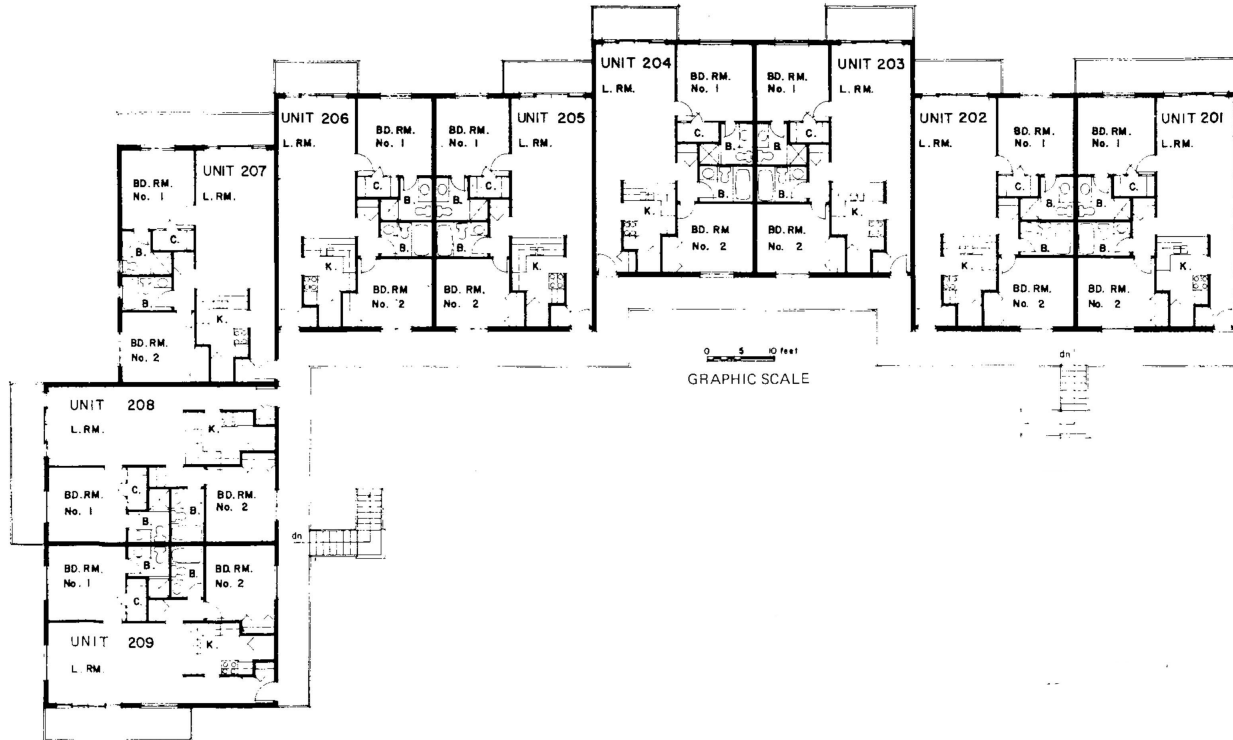 UNIT 204
L. RM.
BD. RM.
No. 1
C.
B.
B.
K.
BD. RM
No. 2
UNIT 203
L. RM.
BD. RM.
No. 1
C.
B.
B.
K.
BD. RM.
No. 2
UNIT 206
L. RM.
BD. RM.
No. 1
C.
B.
B.
K.
BD. RM
No. 2
UNIT 205
L. RM.
BD. RM.
No. 1
C.
B.
B.
K.
BD. RM.
No. 2
UNIT 202
L. RM.
BD. RM.
No. 1
C.
B.
B.
K.
BD. RM.
No. 2
UNIT 201
L. RM.
BD. RM.
No. 1
C.
B.
B.
K.
BD. RM.
No. 2
UNIT 207
L. RM.
BD. RM.
No. 1
C.
B.
B.
K.
BD. RM.
No. 2
0 5 10 feet
GRAPHIC SCALE
dn
UNIT 208
L. RM.
K.
BD. RM.
No. 1
C.
B.
B.
BD. RM.
No. 2
dn
BD. RM.
No. 1
B.
C.
B.
BD. RM.
No. 2
UNIT 209
L. RM.
K.